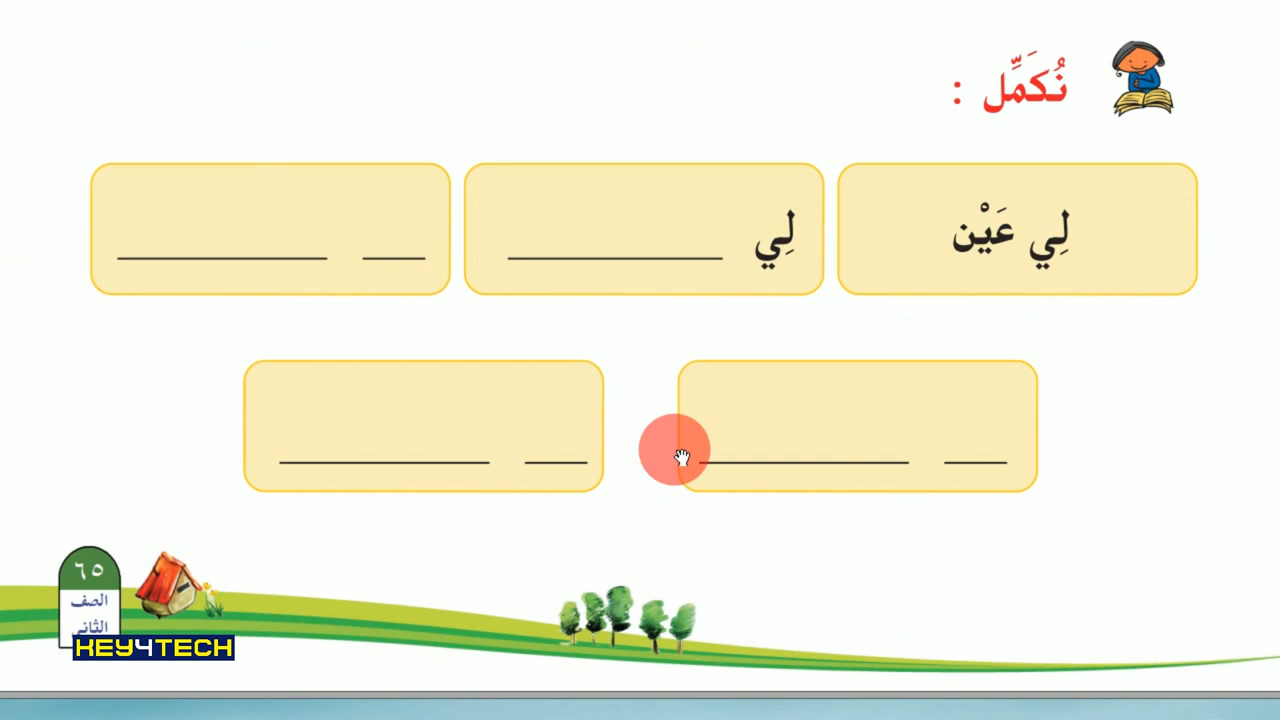 نُكَمِّل :
لِي عَيْن
لِي
٦٥
الصف
الثاني
KEY4TECH